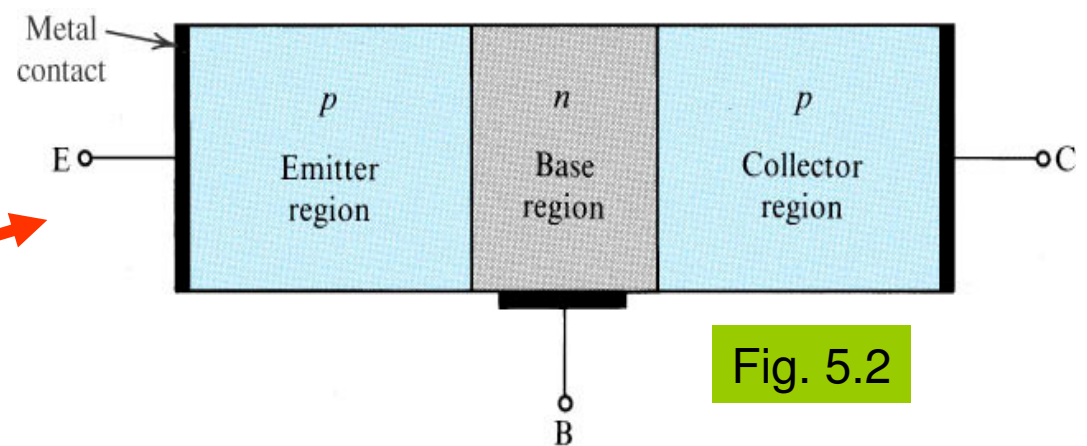 Metal
contact
p
Emitter
region
n
Base
region
p
Collector
region
E
C
B
Fig. 5.2